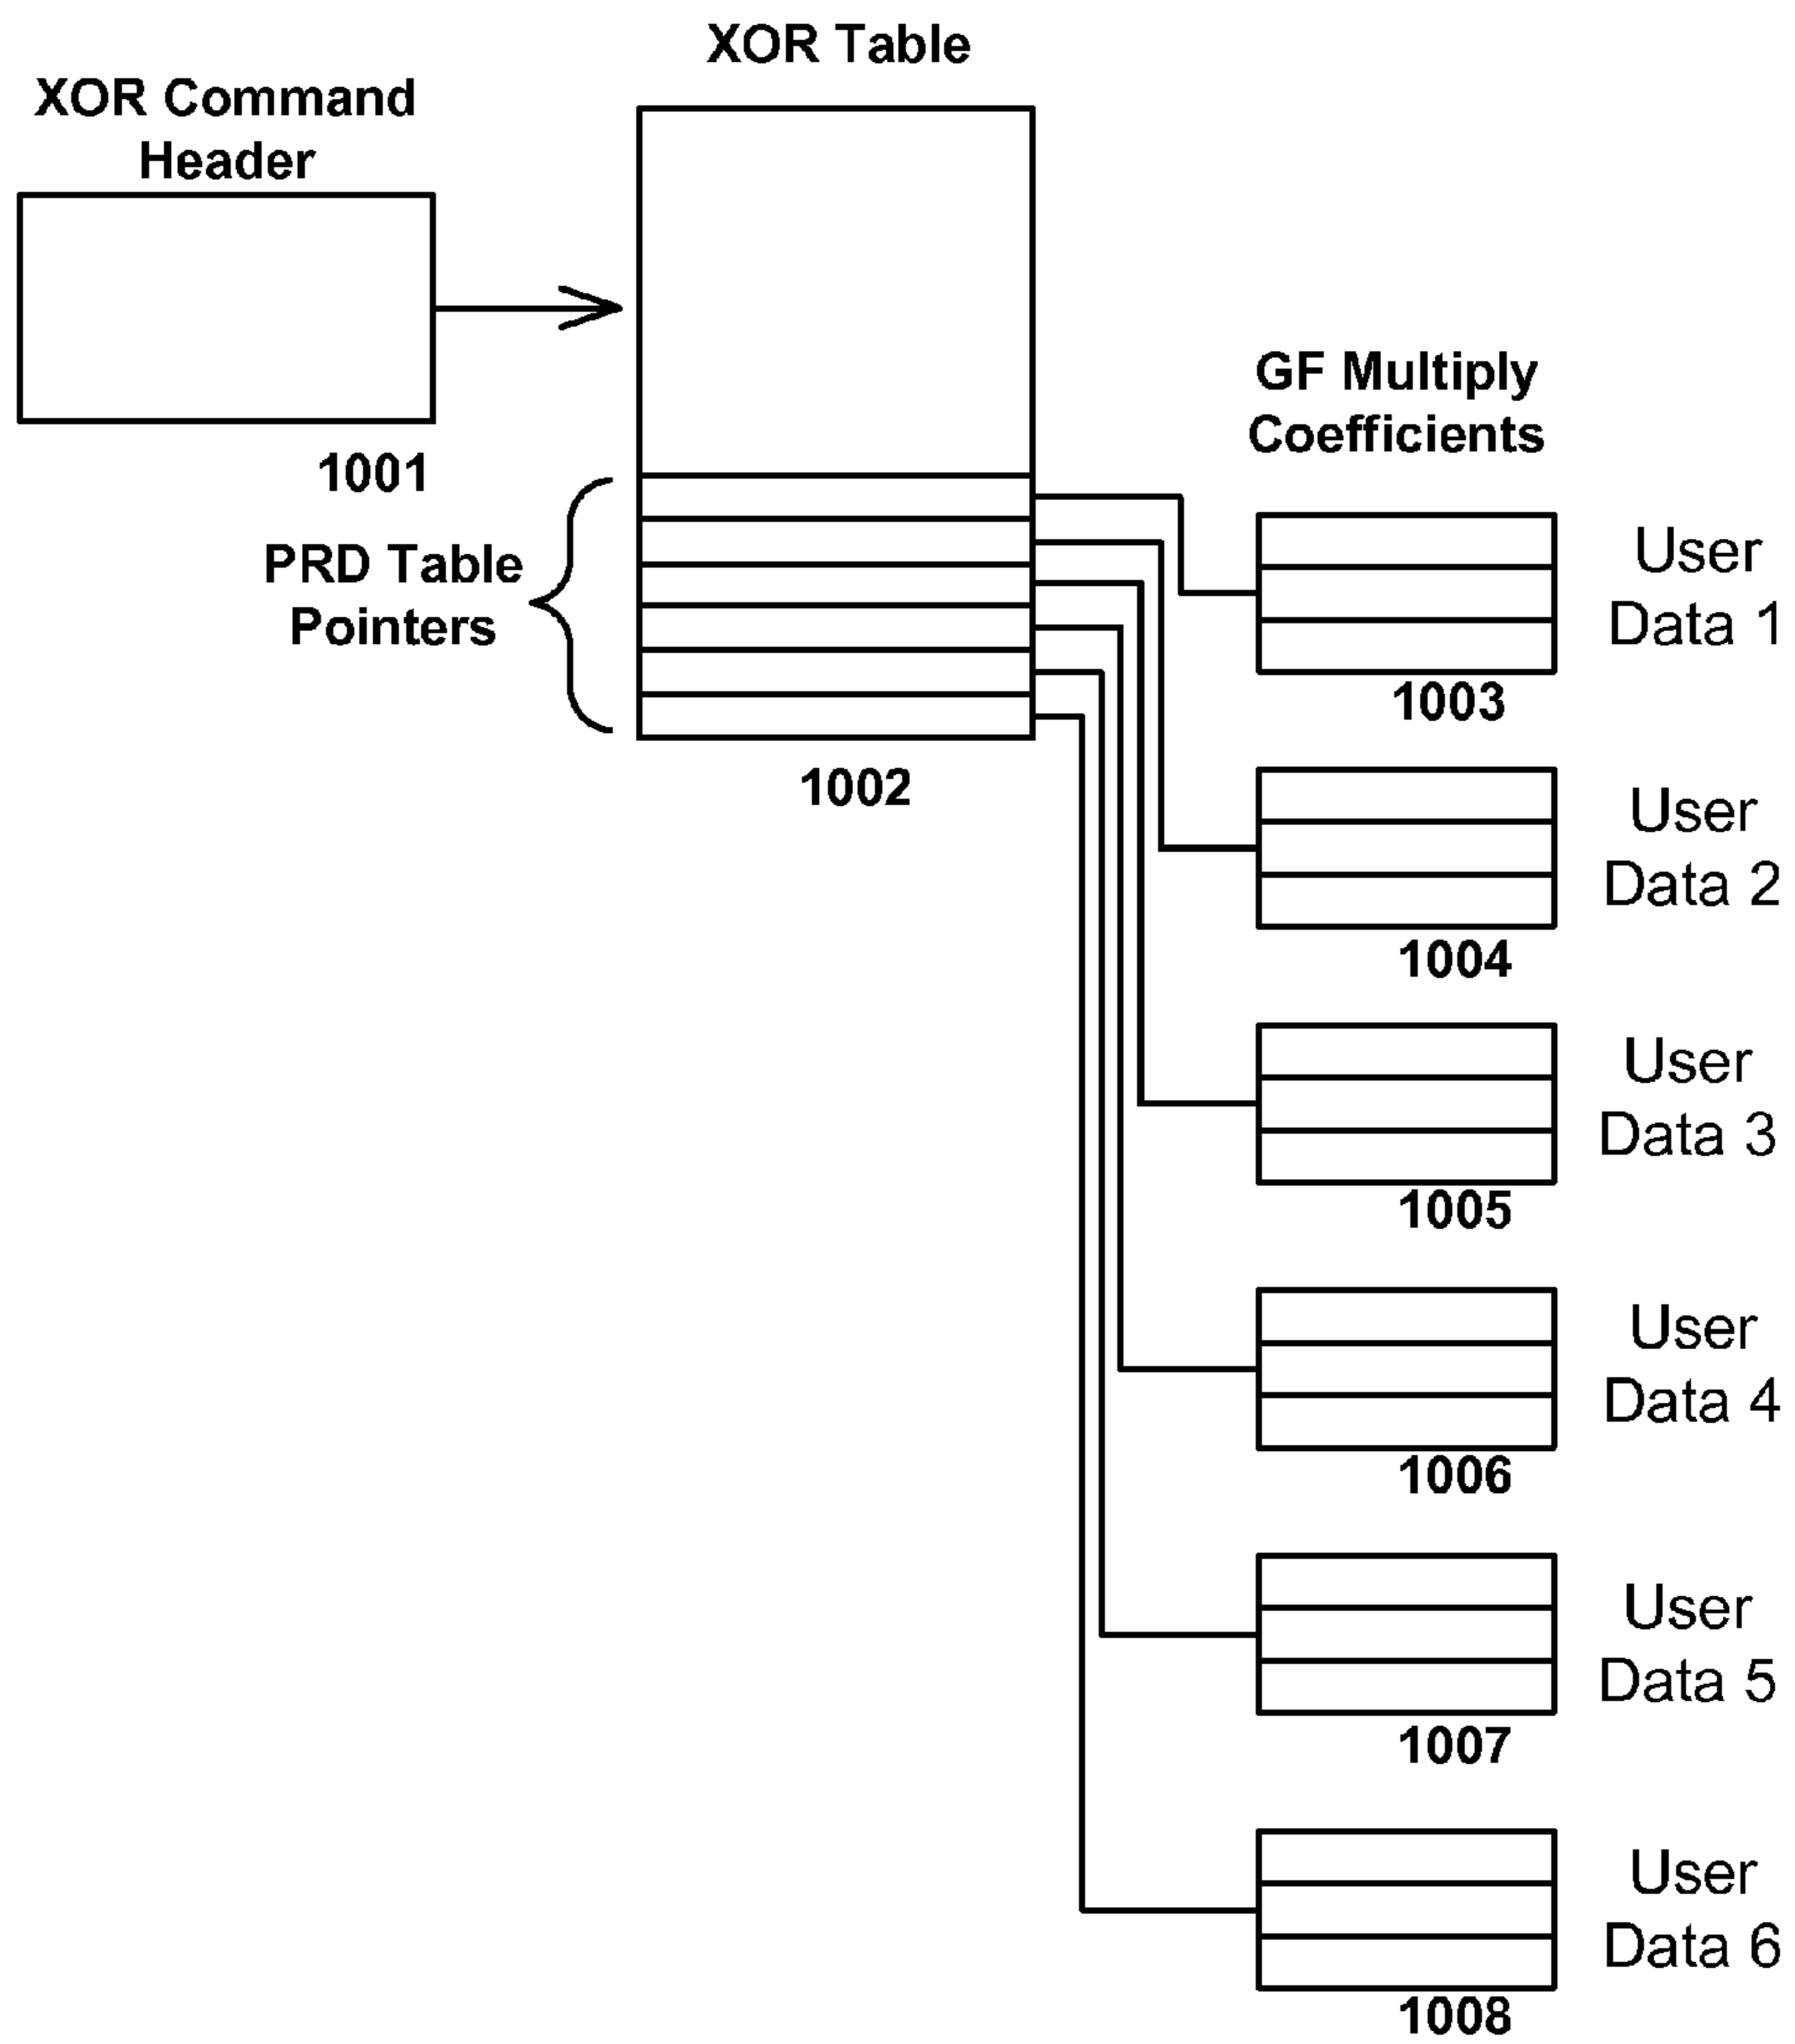 XOR Table
XOR Command
Header
1001
PRD Table
Pointers
1002
GF Multiply
Coefficients
User
Data 1
1003
User
Data 2
1004
User
Data 3
1005
User
Data 4
1006
User
Data 5
1007
User
Data 6
1008